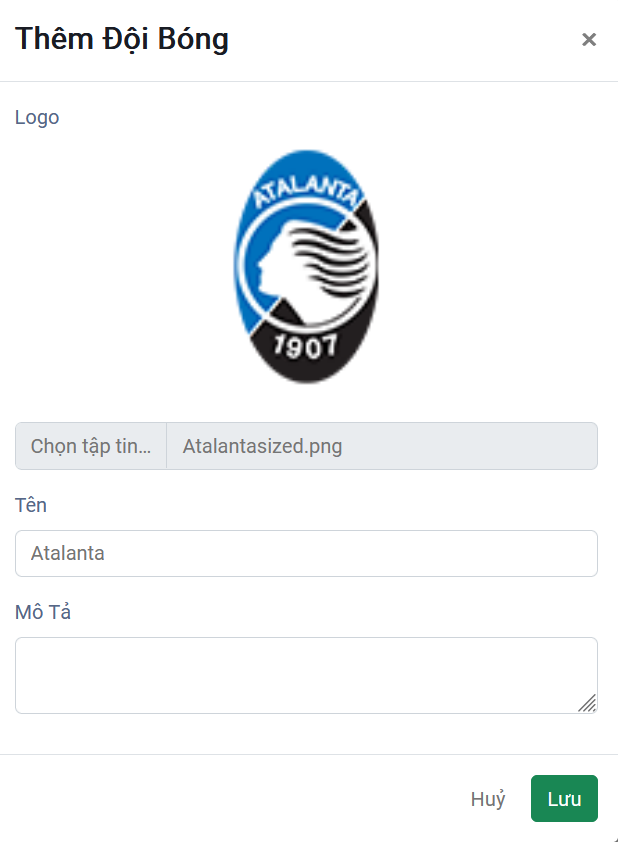 Thêm Đội Bóng ×
Logo
ATALANTA
1907
Chọn tập tin... Atalantasized.png
Tên
Atalanta
Mô Tả
Huỷ Lưu